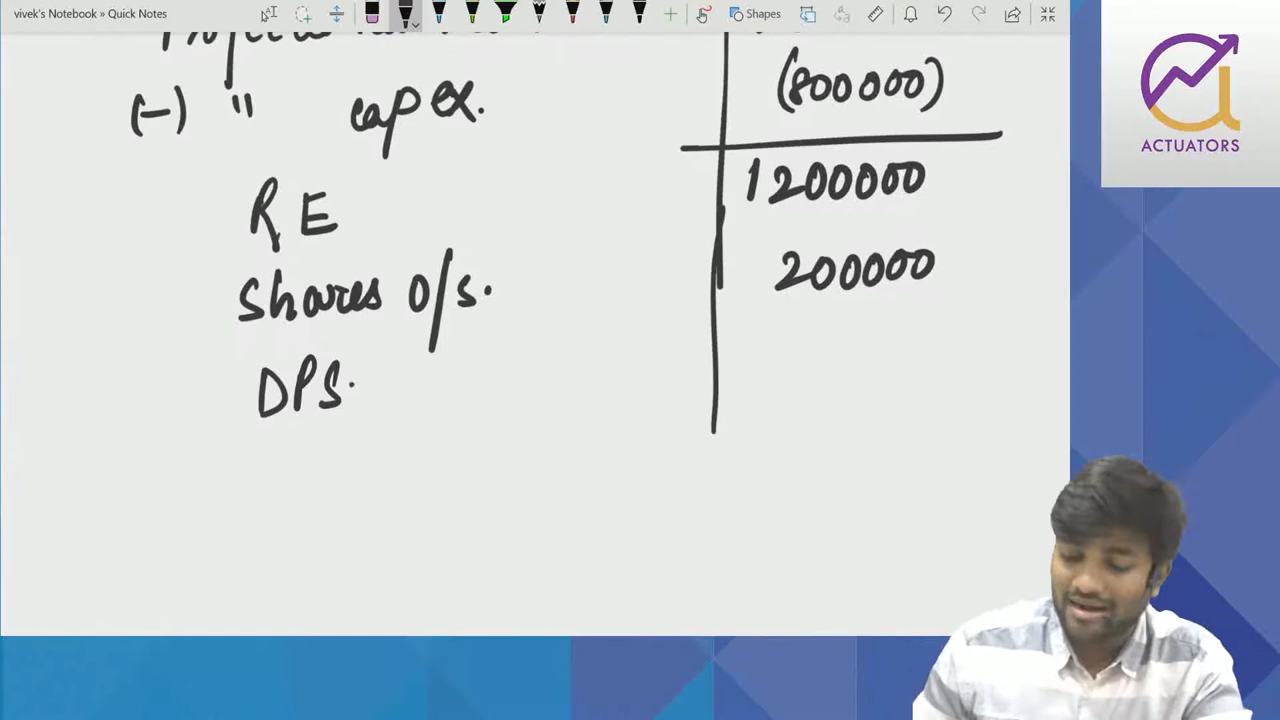 vivek's Notebook » Quick Notes
Shapes
(800000)
(-) " capex.
ACTUATORS
1200000
RE
200000
Shares O/s.
DPS.